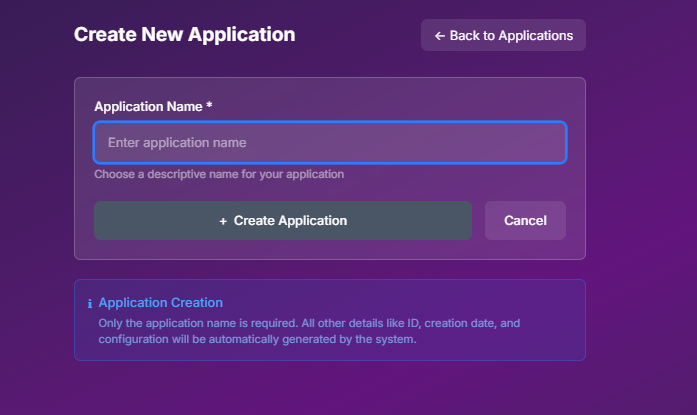 Create New Application
← Back to Applications
Application Name *
Enter application name
Choose a descriptive name for your application
+ Create Application
Cancel
i Application Creation
Only the application name is required. All other details like ID, creation date, and
configuration will be automatically generated by the system.